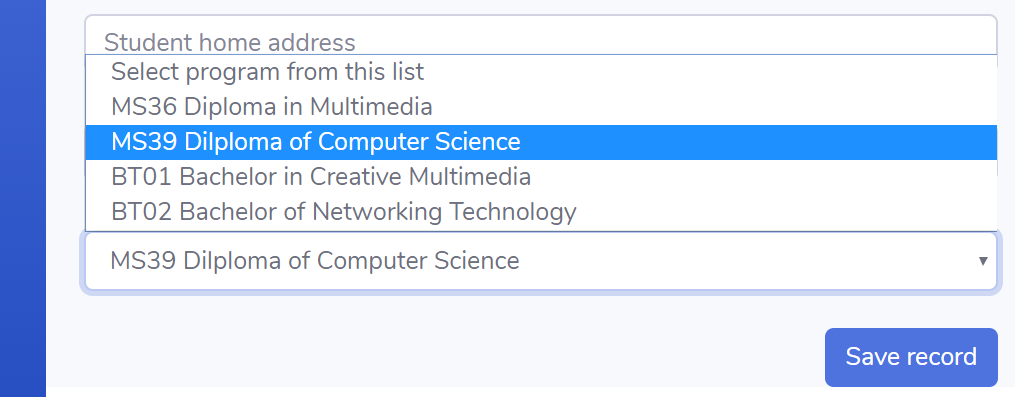 Student home address
Select program from this list
MS36 Diploma in Multimedia
MS39 Dilploma of Computer Science
BT01 Bachelor in Creative Multimedia
BT02 Bachelor of Networking Technology
MS39 Dilploma of Computer Science
Save record